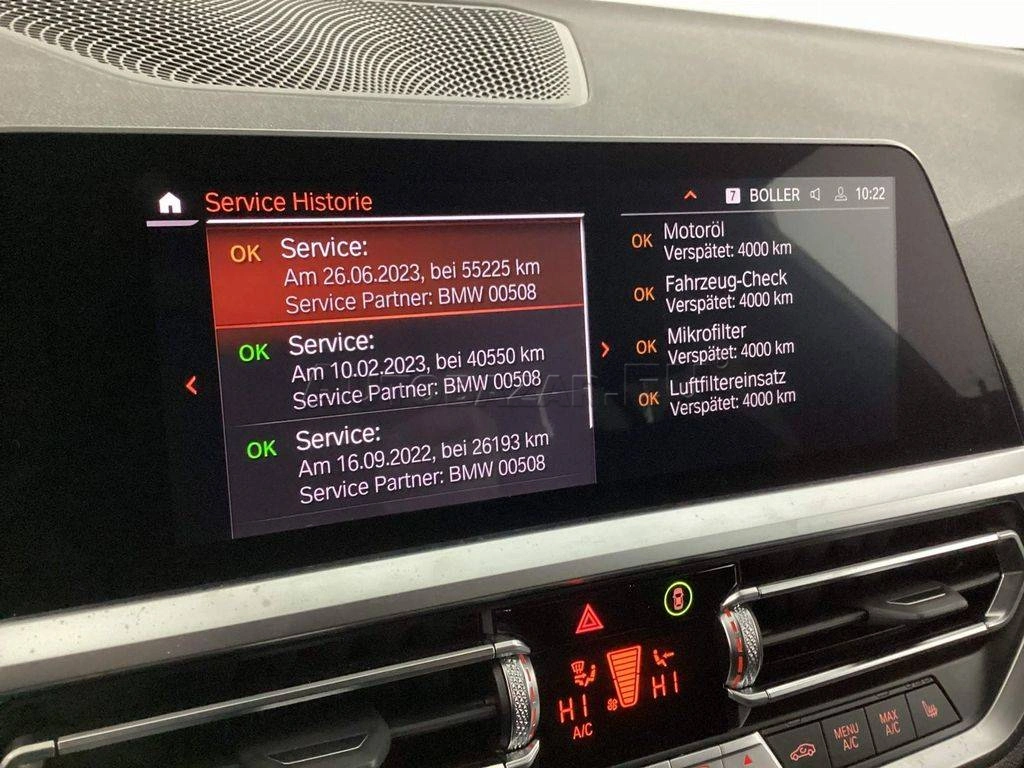 Service Historie
7 BOLLER 10:22
OK Service:
Am 26.06.2023, bei 55225 km
Service Partner: BMW 00508
OK Service:
Am 10.02.2023, bei 40550 km
Service Partner: BMW 00508
OK Service:
Am 16.09.2022, bei 26193 km
Service Partner: BMW 00508
OK Motoröl
Verspätet: 4000 km
OK Fahrzeug-Check
Verspätet: 4000 km
OK Mikrofilter
Verspätet: 4000 km
OK Luftfiltereinsatz
Verspätet: 4000 km
HI HI
A/C
MENU
A/C
MAX
A/C